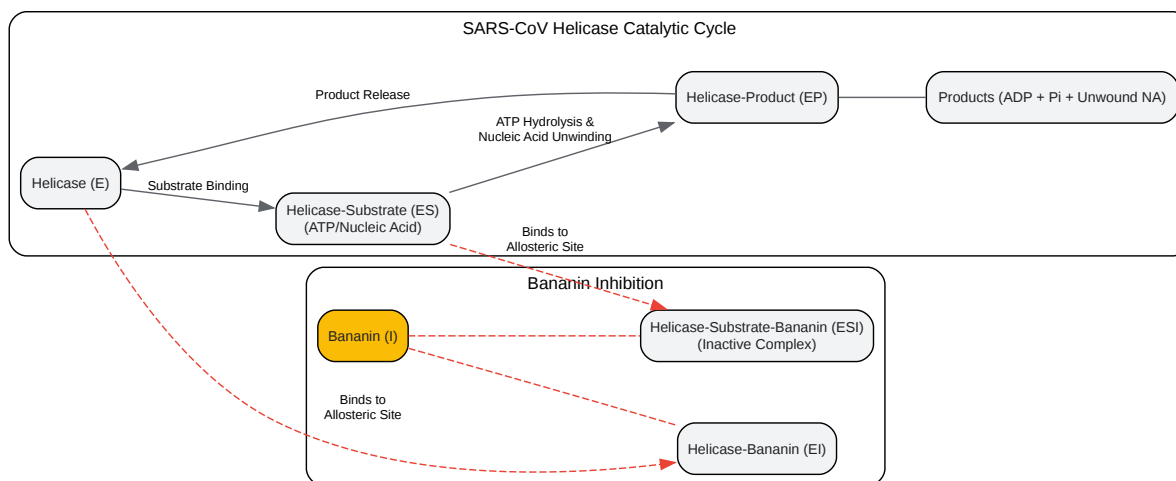 SARS-CoV Helicase Catalytic Cycle
Product Release
Helicase-Product (EP)
Products (ADP + Pi + Unwound NA)
ATP Hydrolysis &
Nucleic Acid Unwinding
Helicase (E)
Substrate Binding
Helicase-Substrate (ES)
(ATP/Nucleic Acid)
Binds to
Allosteric Site
Bananin Inhibition
Bananin (I)
Helicase-Substrate-Bananin (ESI)
(Inactive Complex)
Binds to
Allosteric Site
Helicase-Bananin (EI)